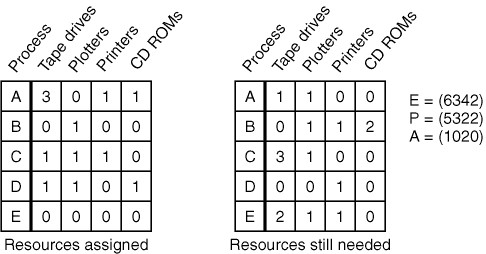 Process Tape drives Plotters Printers CD ROMs
A 3 0 1 1
B 0 1 0 0
C 1 1 1 0
D 1 1 0 1
E 0 0 0 0
Resources assigned
Process Tape drives Plotters Printers CD ROMs
A 1 1 0 0
B 0 1 1 2
C 3 1 0 0
D 0 0 1 0
E 2 1 1 0
Resources still needed
E = (6342)
P = (5322)
A = (1020)